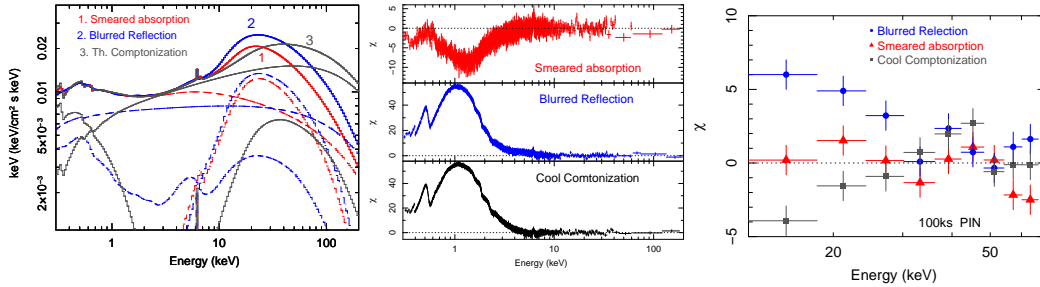 1. Smeared absorption
2. Blurred Reflection
3. Th. Comptonization
2
3
1
keV (keV/cm² s keV)
0.02
0.01
5×10⁻³
2×10⁻³
1
10
100
Energy (keV)
χ
5
0
−5
−10
Smeared absorption
χ
40
20
0
Blurred Reflection
χ
40
20
0
Cool Comtonization
1
10
100
Energy (keV)
Blurred Relection
Smeared absorption
Cool Comptonization
χ
10
5
0
−5
100ks PIN
20
50
Energy (keV)